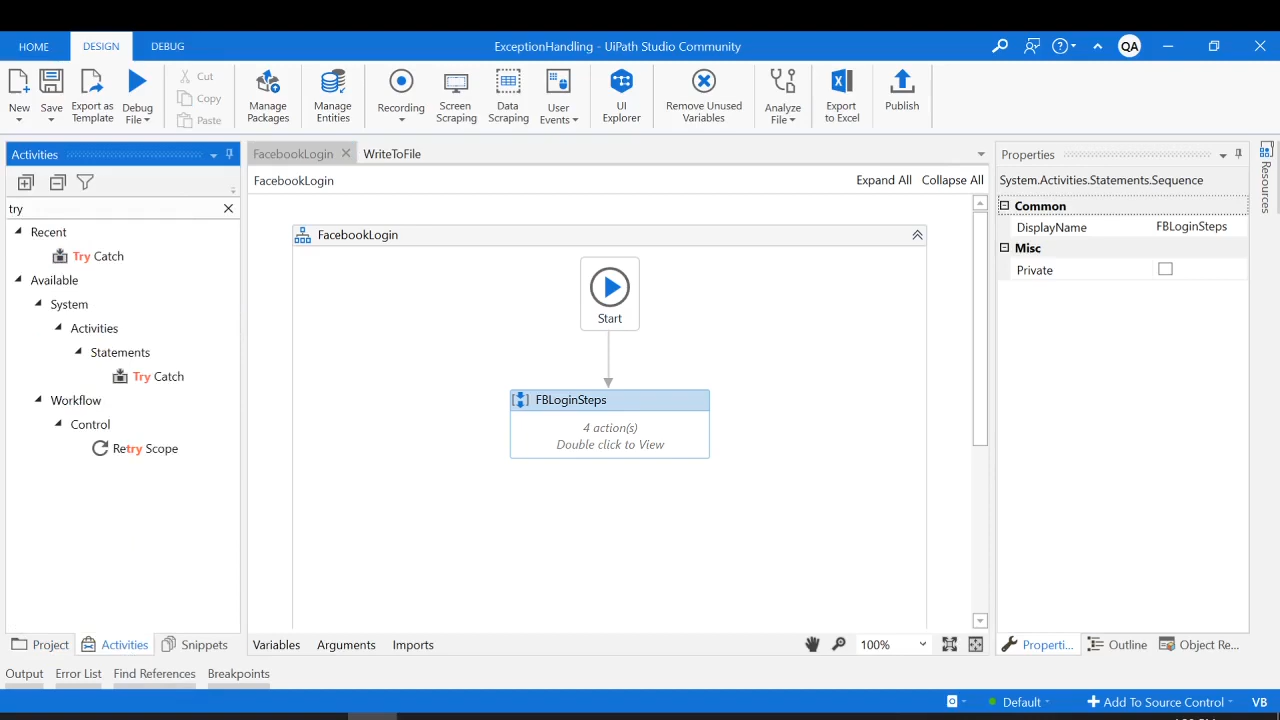 HOME
DESIGN
DEBUG
ExceptionHandling - UiPath Studio Community
QA
New
Save
Export as Template
Debug File
Cut
Copy
Paste
Manage Packages
Manage Entities
Recording
Screen Scraping
Data Scraping
User Events
UI Explorer
Remove Unused Variables
Analyze File
Export to Excel
Publish
Activities
try
Recent
Try Catch
Available
System
Activities
Statements
Try Catch
Workflow
Control
Retry Scope
Project
Activities
Snippets
FacebookLogin
WriteToFile
FacebookLogin
Expand All
Collapse All
FacebookLogin
Start
FBLoginSteps
4 action(s)
Double click to View
Variables
Arguments
Imports
100%
Properties
System.Activities.Statements.Sequence
Common
DisplayName
FBLoginSteps
Misc
Private
Resources
Properti...
Outline
Object Re...
Output
Error List
Find References
Breakpoints
Default
Add To Source Control
VB